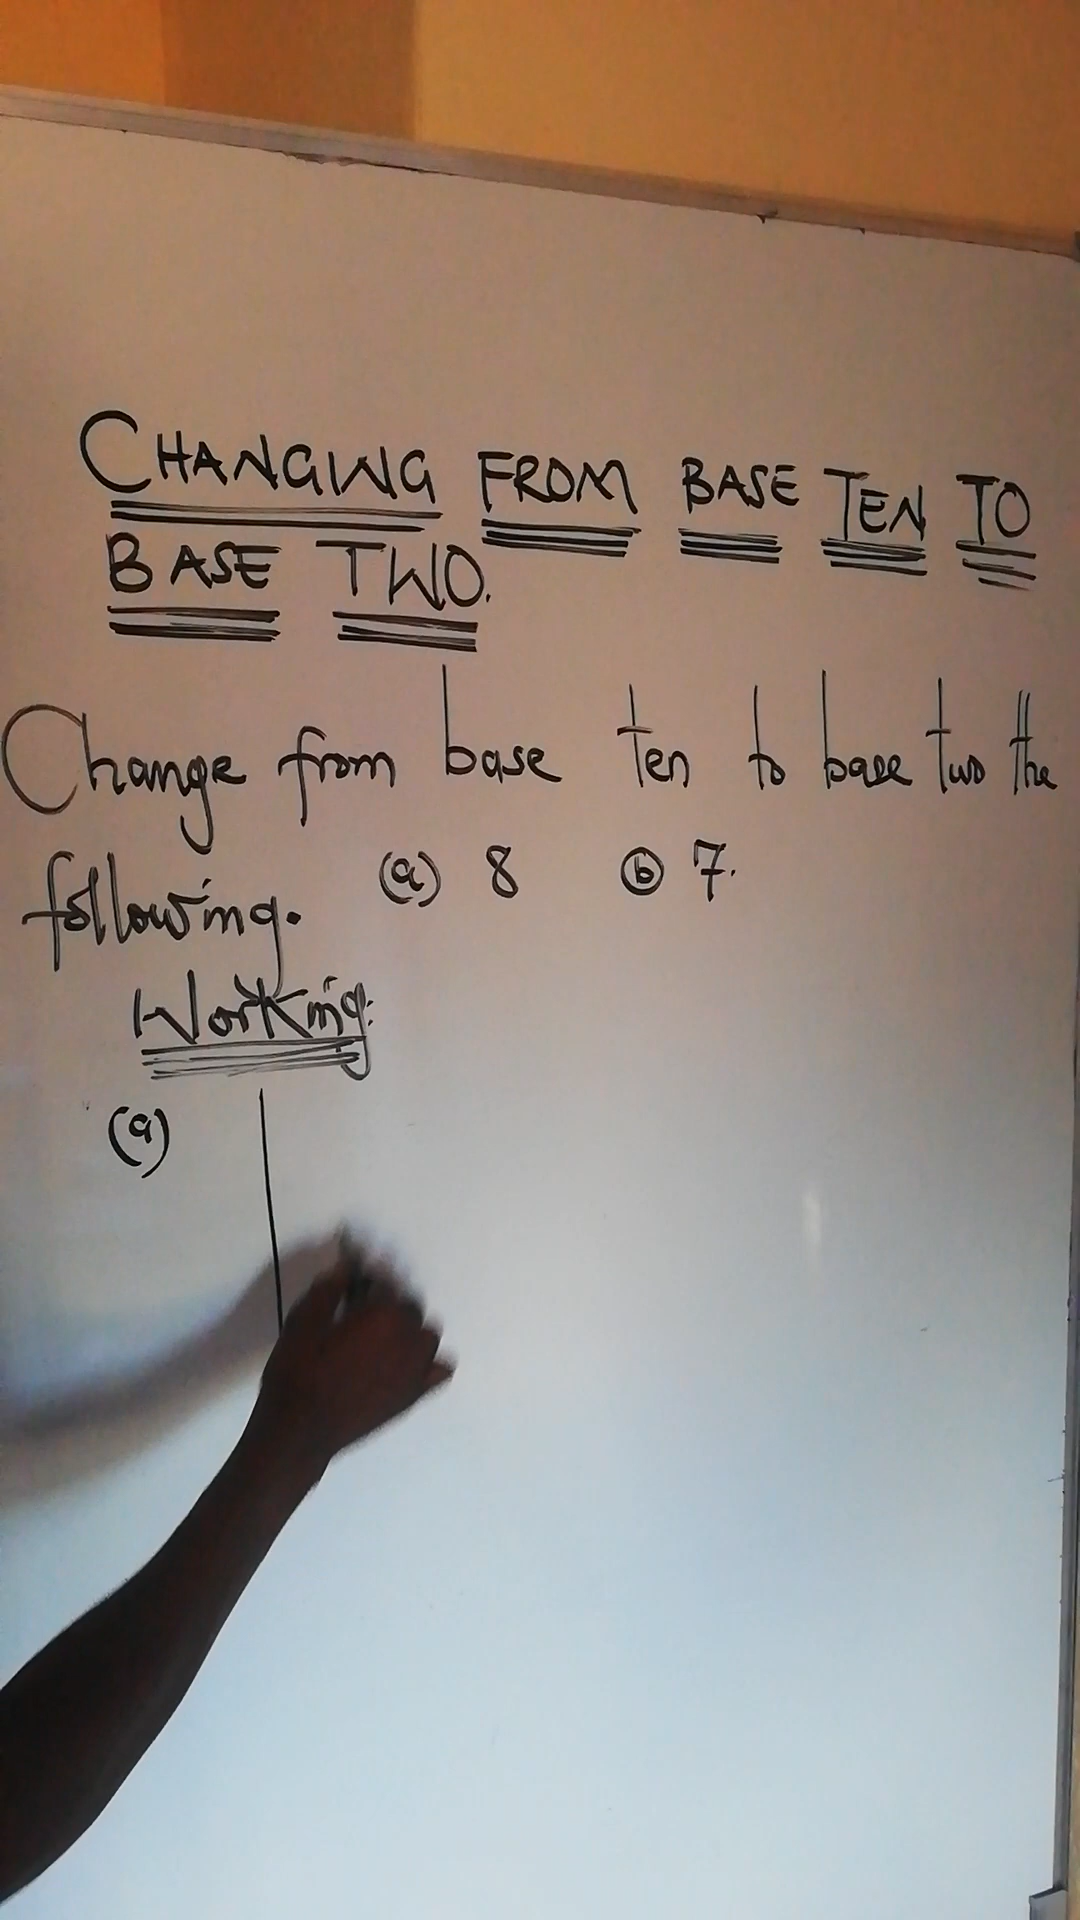 CHANGING FROM BASE TEN TO
BASE TWO.
Change from base ten to base two the
following. (a) 8 (b) 7.
Working:
(a)